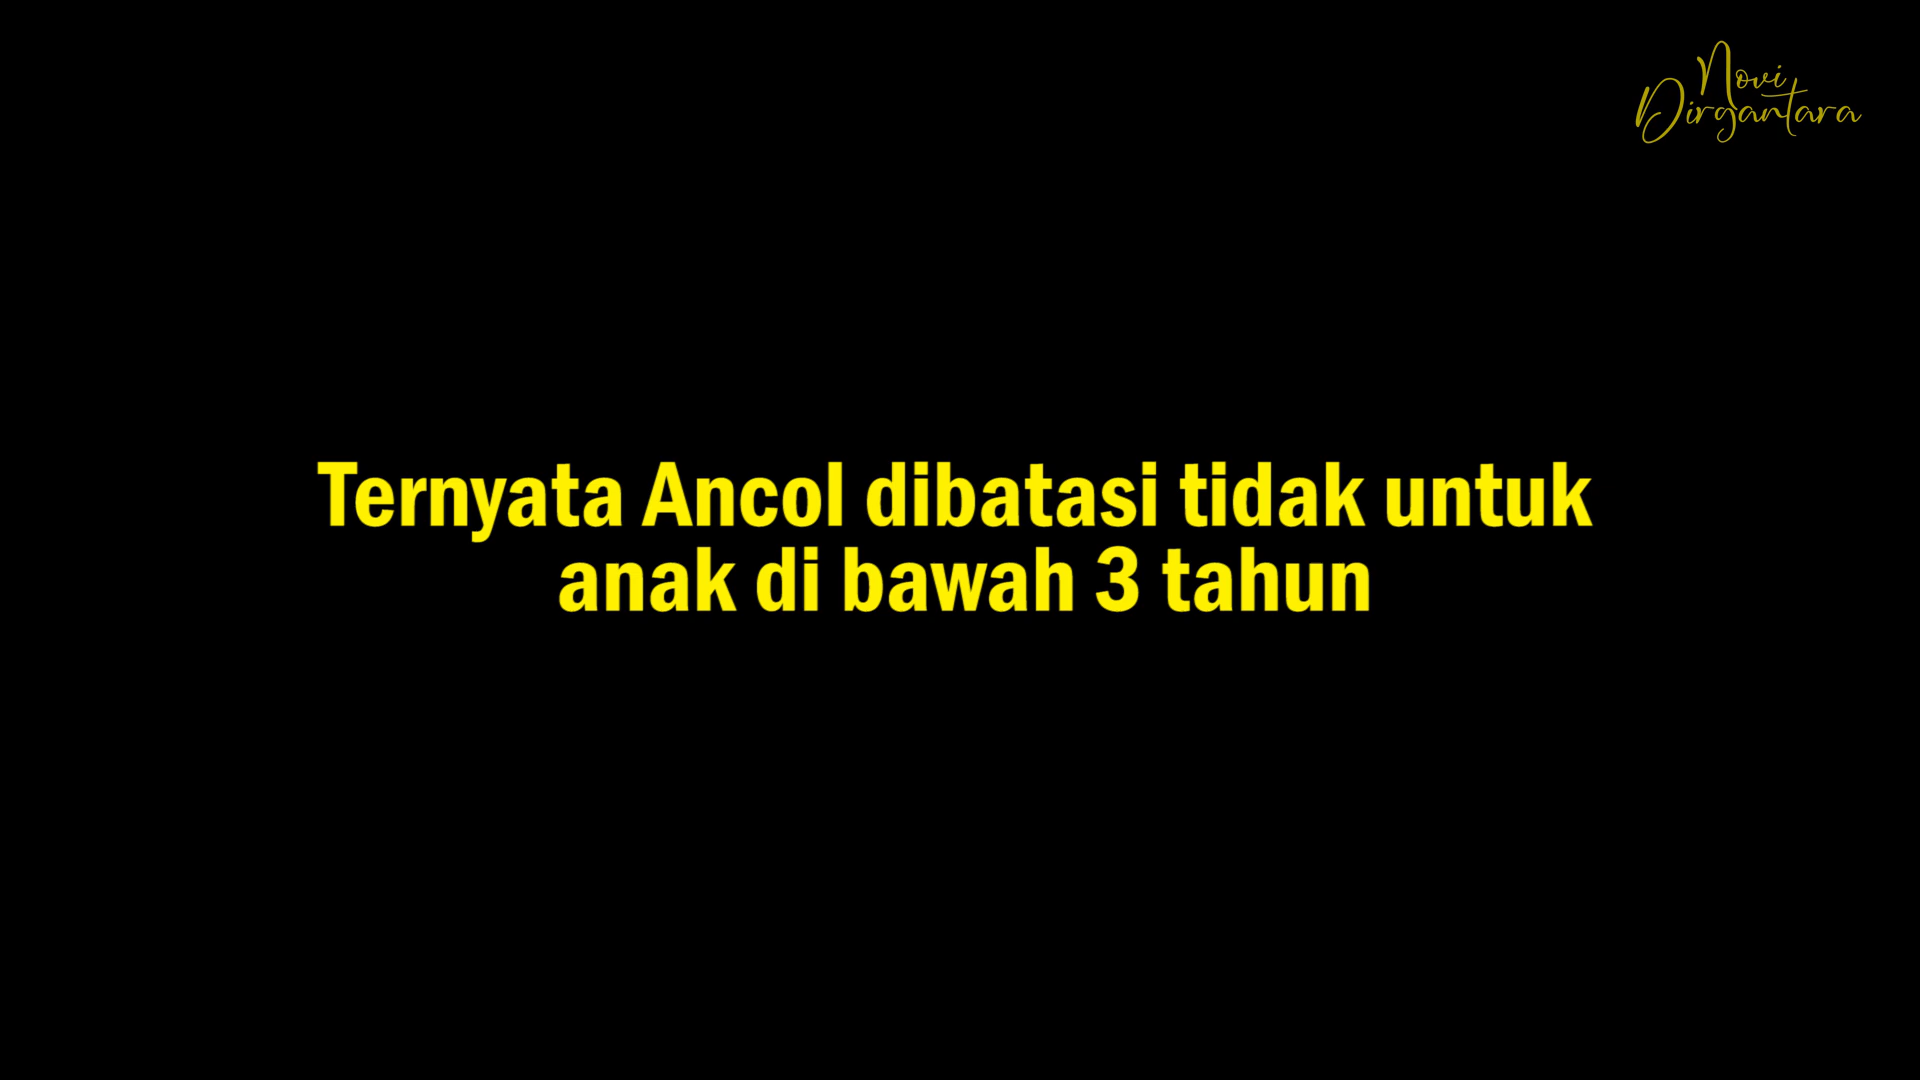 Novi
Dirgantara
Ternyata Ancol dibatasi tidak untuk
anak di bawah 3 tahun